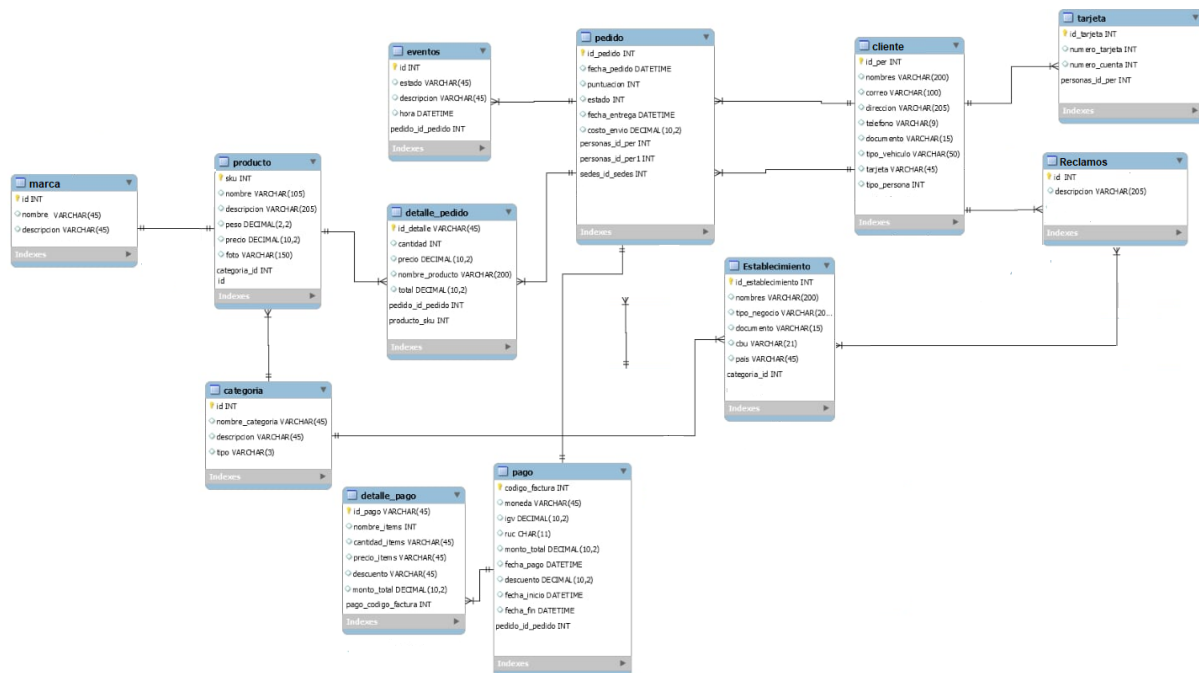 marca
id INT
nombre VARCHAR(45)
descripcion VARCHAR(45)
Indexes
producto
sku INT
nombre VARCHAR(105)
descripcion VARCHAR(205)
peso DECIMAL(2,2)
precio DECIMAL(10,2)
foto VARCHAR(150)
categoria_id INT
id
Indexes
categoria
id INT
nombre_categoria VARCHAR(45)
descripcion VARCHAR(45)
tipo VARCHAR(3)
Indexes
eventos
id INT
estado VARCHAR(45)
descripcion VARCHAR(45)
hora DATETIME
pedido_id_pedido INT
Indexes
detalle_pedido
id_detalle VARCHAR(45)
cantidad INT
precio DECIMAL(10,2)
nombre_producto VARCHAR(200)
total DECIMAL(10,2)
pedido_id_pedido INT
producto_sku INT
Indexes
detalle_pago
id_pago VARCHAR(45)
nombre_items INT
cantidad_items VARCHAR(45)
precio_items VARCHAR(45)
descuento VARCHAR(45)
monto_total DECIMAL(10,2)
pago_codigo_factura INT
Indexes
pedido
id_pedido INT
fecha_pedido DATETIME
puntuacion INT
estado INT
fecha_entrega DATETIME
costo_envio DECIMAL(10,2)
personas_id_per INT
personas_id_per1 INT
sedes_id_sedes INT
Indexes
pago
codigo_factura INT
moneda VARCHAR(45)
igv DECIMAL(10,2)
ruc CHAR(11)
monto_total DECIMAL(10,2)
fecha_pago DATETIME
descuento DECIMAL(10,2)
fecha_inicio DATETIME
fecha_fin DATETIME
pedido_id_pedido INT
Indexes
cliente
id_per INT
nombres VARCHAR(200)
correo VARCHAR(100)
direccion VARCHAR(205)
telefono VARCHAR(9)
documento VARCHAR(15)
tipo_vehiculo VARCHAR(50)
tarjeta VARCHAR(45)
tipo_persona INT
Indexes
Establecimiento
id_establecimiento INT
nombres VARCHAR(200)
tipo_negocio VARCHAR(20...
documento VARCHAR(15)
cbu VARCHAR(21)
pais VARCHAR(45)
categoria_id INT
Indexes
tarjeta
id_tarjeta INT
numero_tarjeta INT
numero_cuenta INT
personas_id_per INT
Indexes
Reclamos
id INT
descripcion VARCHAR(205)
Indexes